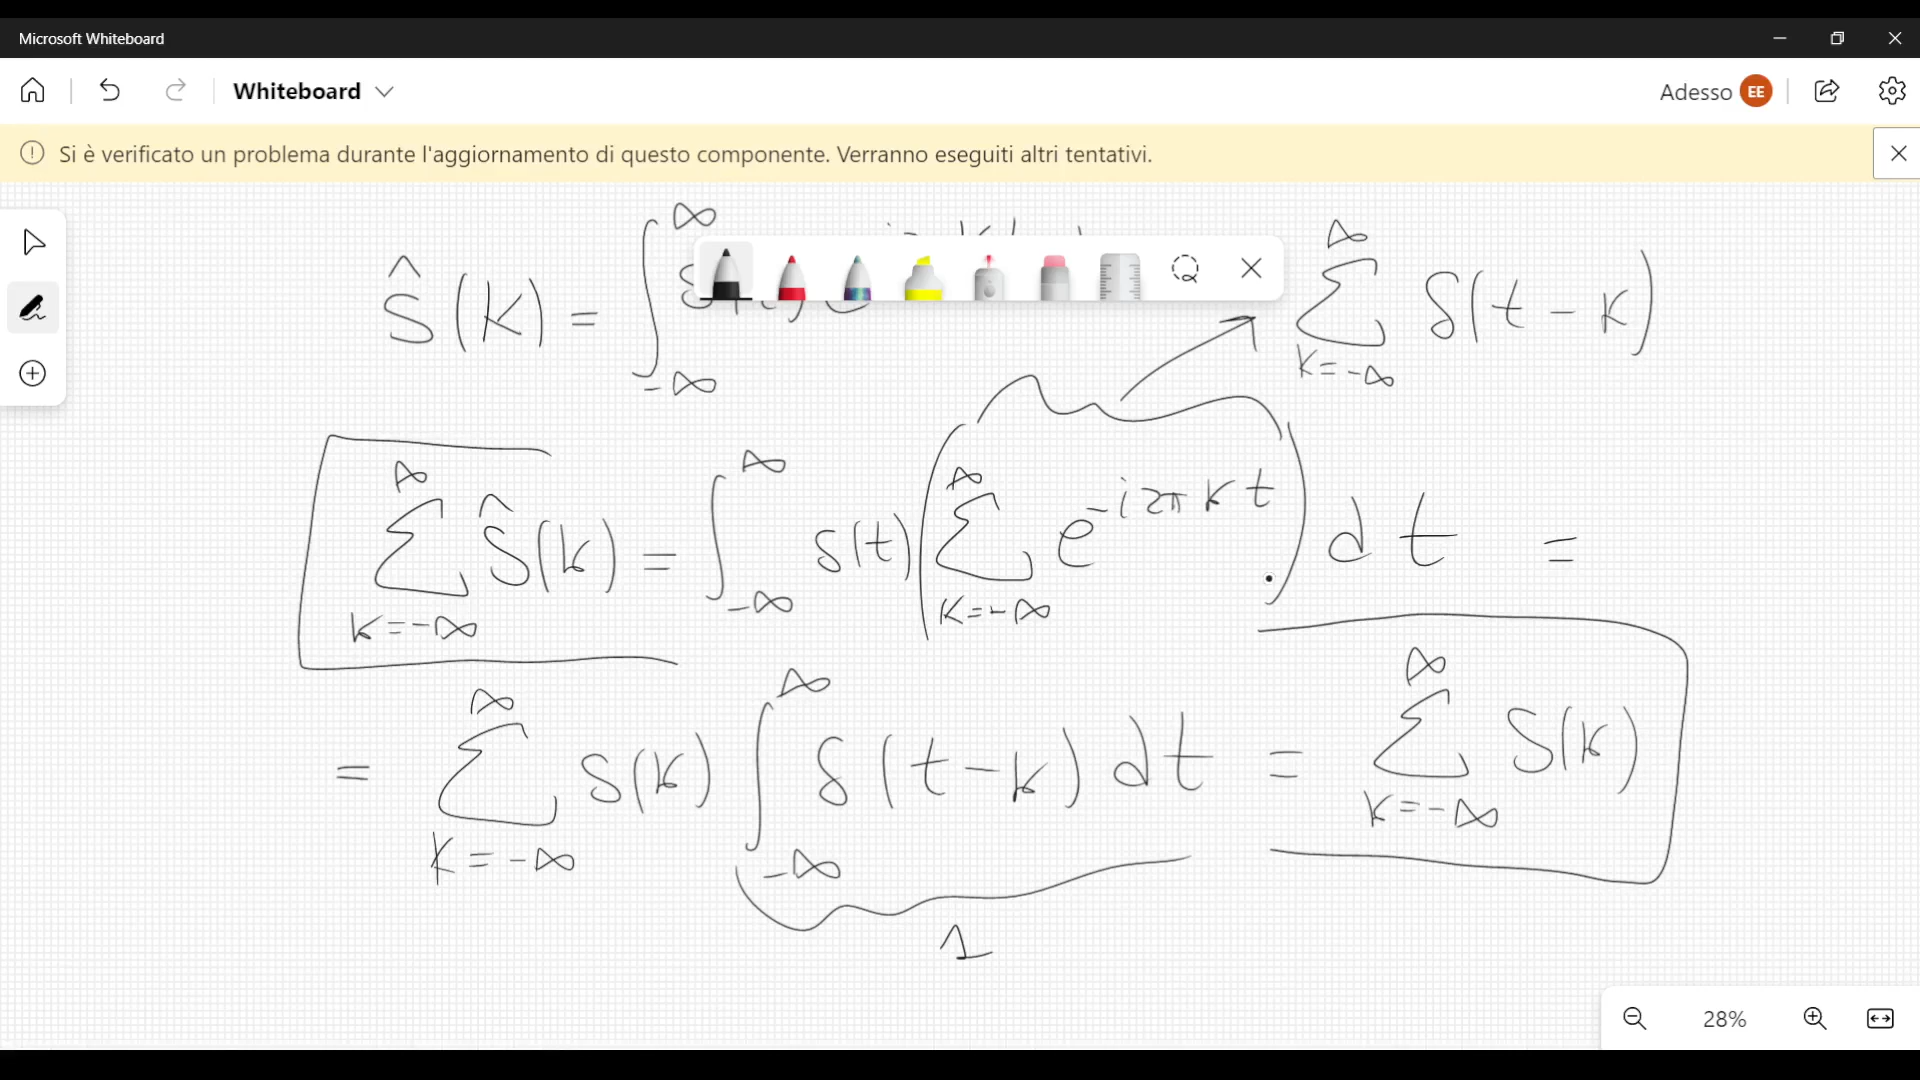 Microsoft Whiteboard
Whiteboard
Adesso EE
Si è verificato un problema durante l'aggiornamento di questo componente. Verranno eseguiti altri tentativi.
ŝ(k) = ∫_{-∞}^{∞}
∑_{k=-∞}^{∞} δ(t-k)
∑_{k=-∞}^{∞} ŝ(k) = ∫_{-∞}^{∞} s(t) (∑_{k=-∞}^{∞} e^{-i2πkt}) dt =
= ∑_{k=-∞}^{∞} s(k) ∫_{-∞}^{∞} δ(t-k) dt = ∑_{k=-∞}^{∞} s(k)
1
28%